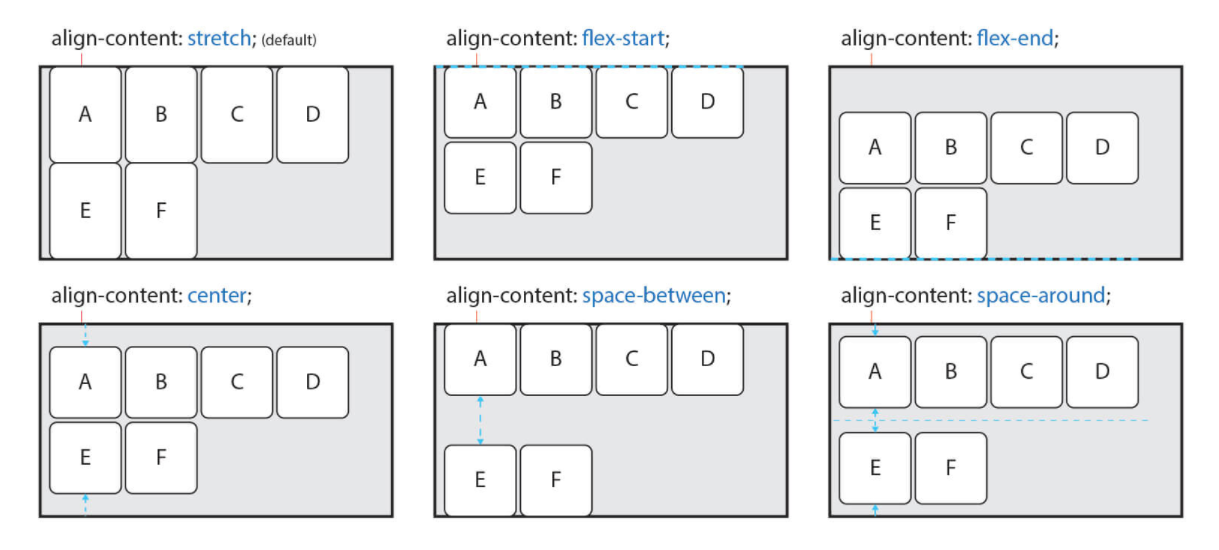 align-content: stretch; (default)
A B C D
E F
align-content: flex-start;
A B C D
E F
align-content: flex-end;
A B C D
E F
align-content: center;
A B C D
E F
align-content: space-between;
A B C D
E F
align-content: space-around;
A B C D
E F